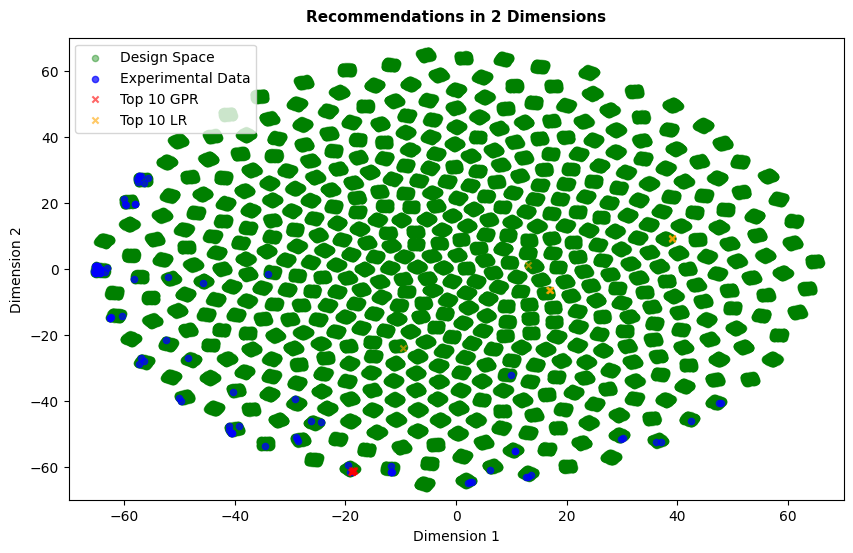 Recommendations in 2 Dimensions
Design Space
Experimental Data
Top 10 GPR
Top 10 LR
60
40
20
0
−20
−40
−60
Dimension 2
−60
−40
−20
0
20
40
60
Dimension 1